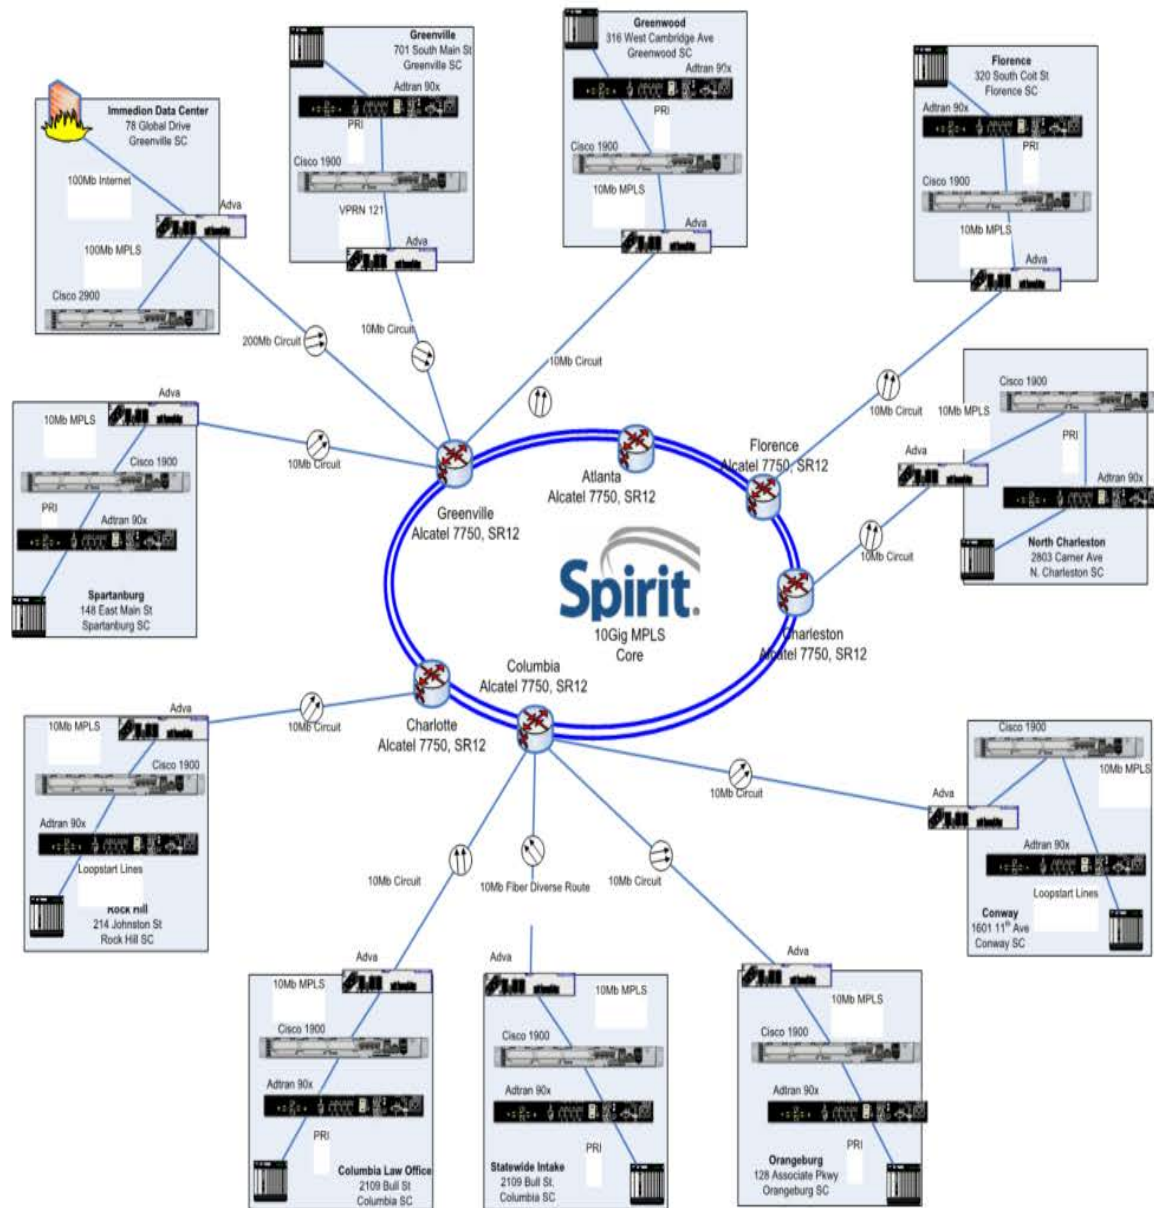 Immedion Data Center
78 Global Drive
Greenville SC
100Mb Internet
Adva
100Mb MPLS
Cisco 2900
200Mb Circuit
Greenville
701 South Main St
Greenville SC
Adtran 90x
PRI
Cisco 1900
VPRN 121
Adva
10Mb Circuit
Greenwood
316 West Cambridge Ave
Greenwood SC
Adtran 90x
PRI
Cisco 1900
10Mb MPLS
Adva
10Mb Circuit
Florence
320 South Coit St
Florence SC
Adtran 90x
PRI
Cisco 1900
10Mb MPLS
Adva
10Mb Circuit
Cisco 1900
10Mb MPLS
PRI
Adva
Adtran 90x
North Charleston
2803 Carner Ave
N. Charleston SC
10Mb Circuit
Adva
10Mb MPLS
Cisco 1900
PRI
Adtran 90x
Spartanburg
148 East Main St
Spartanburg SC
10Mb Circuit
Greenville
Alcatel 7750, SR12
Atlanta
Alcatel 7750, SR12
Florence
Alcatel 7750, SR12
Spirit.
10Gig MPLS
Core
Charleston
Alcatel 7750, SR12
Columbia
Alcatel 7750, SR12
Charlotte
Alcatel 7750, SR12
Adva
10Mb MPLS
Cisco 1900
Adtran 90x
Loopstart Lines
Rock Hill
214 Johnston St
Rock Hill SC
10Mb Circuit
Cisco 1900
10Mb MPLS
Adva
Adtran 90x
Loopstart Lines
Conway
1601 11th Ave
Conway SC
10Mb Circuit
10Mb Circuit
10Mb Fiber Diverse Route
10Mb Circuit
Adva
10Mb MPLS
Cisco 1900
Adtran 90x
PRI
Columbia Law Office
2109 Bull St
Columbia SC
Adva
10Mb MPLS
Cisco 1900
Adtran 90x
PRI
Statewide Intake
2109 Bull St.
Columbia SC
Adva
10Mb MPLS
Cisco 1900
Adtran 90x
PRI
Orangeburg
128 Associate Pkwy
Orangeburg SC